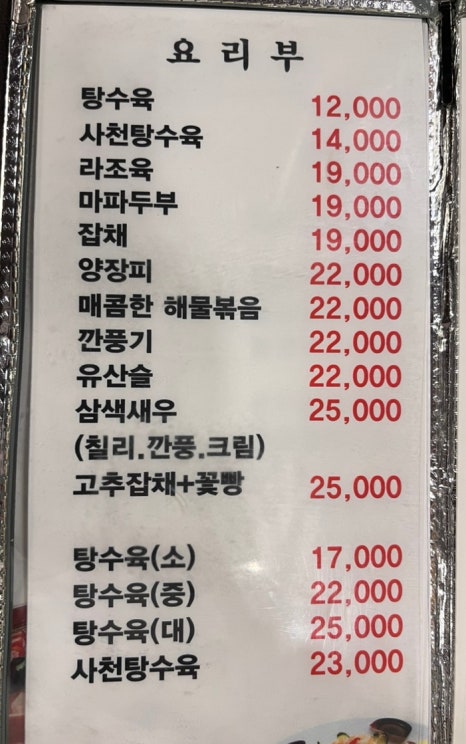 요리부
탕수육 12,000
사천탕수육 14,000
라조육 19,000
마파두부 19,000
잡채 19,000
양장피 22,000
매콤한 해물볶음 22,000
깐풍기 22,000
유산슬 22,000
삼색새우 25,000
(칠리.깐풍.크림)
고추잡채+꽃빵 25,000
탕수육(소) 17,000
탕수육(중) 22,000
탕수육(대) 25,000
사천탕수육 23,000